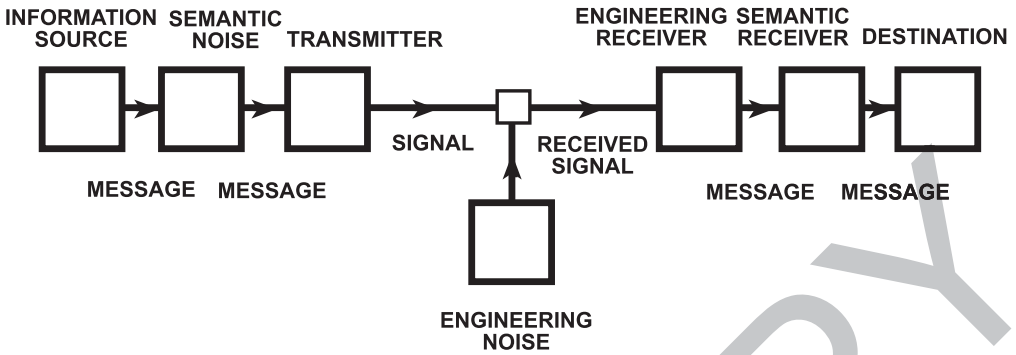 INFORMATION
SOURCE
SEMANTIC
NOISE
TRANSMITTER
ENGINEERING
RECEIVER
SEMANTIC
RECEIVER
DESTINATION
SIGNAL
RECEIVED
SIGNAL
MESSAGE
MESSAGE
MESSAGE
MESSAGE
ENGINEERING
NOISE